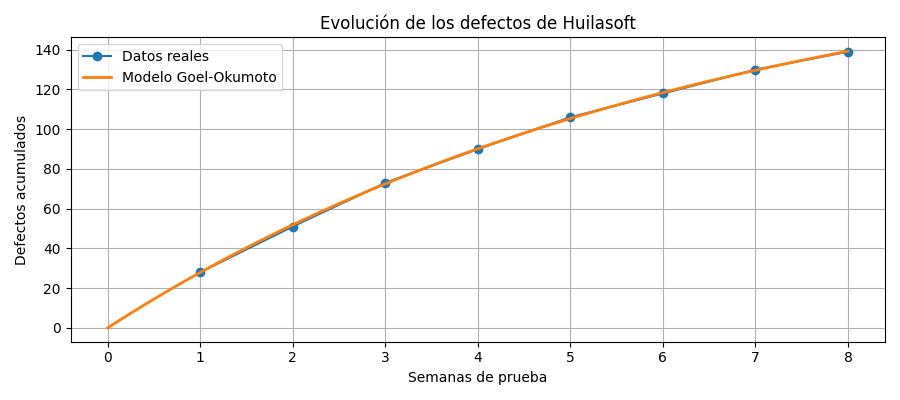 Evolución de los defectos de Huilasoft
Datos reales
Modelo Goel-Okumoto
Defectos acumulados
140
120
100
80
60
40
20
0
0 1 2 3 4 5 6 7 8
Semanas de prueba